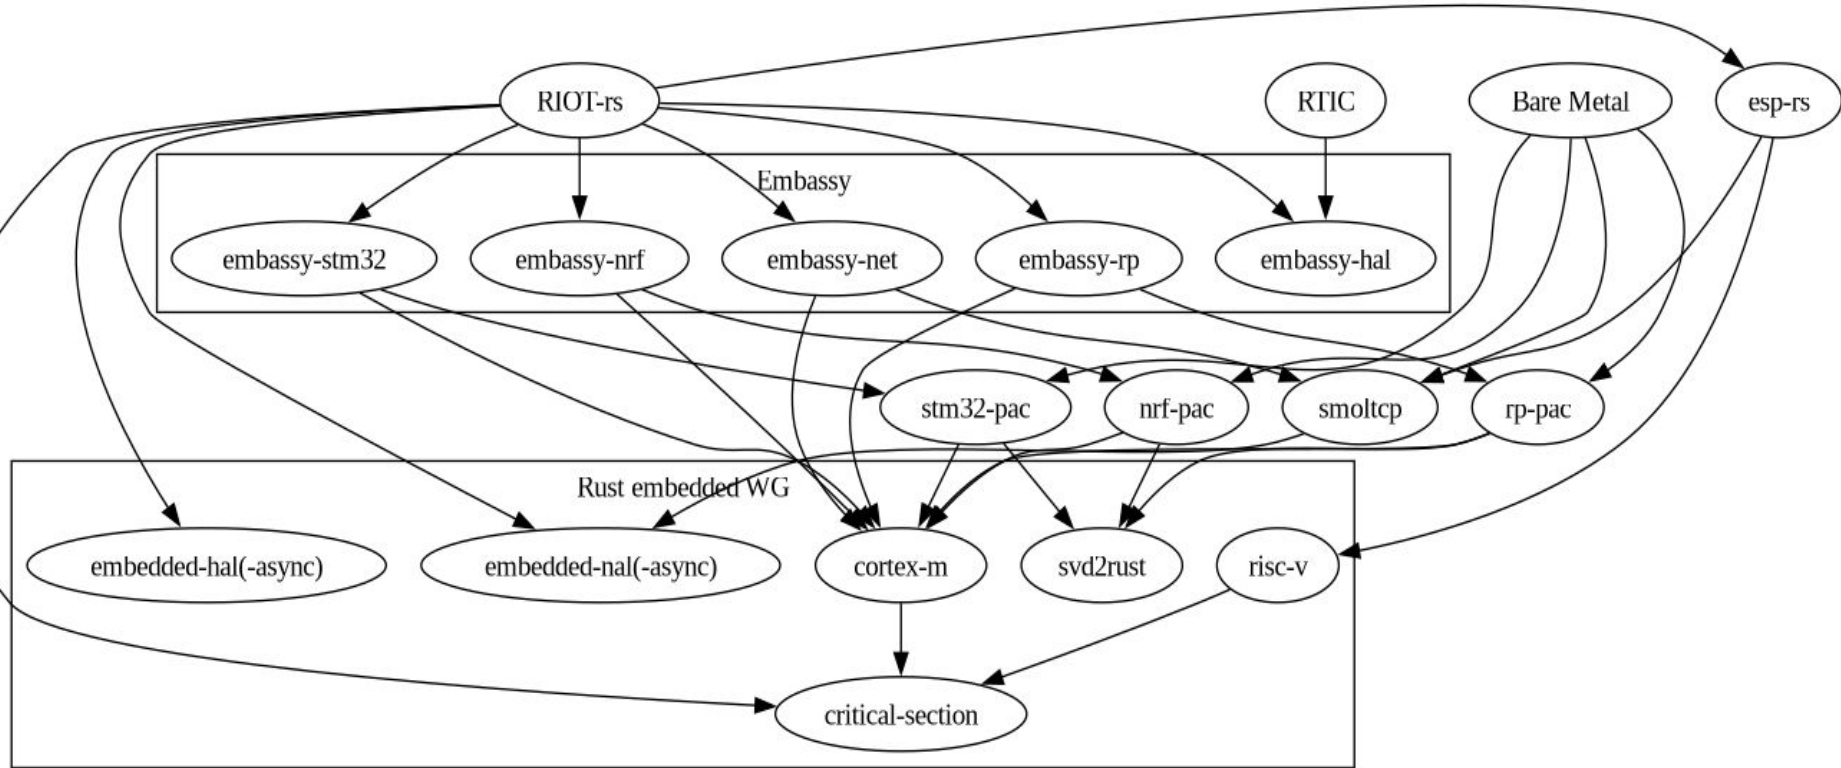 RIOT-rs
RTIC
Bare Metal
esp-rs
Embassy
embassy-stm32
embassy-nrf
embassy-net
embassy-rp
embassy-hal
stm32-pac
nrf-pac
smoltcp
rp-pac
Rust embedded WG
embedded-hal(-async)
embedded-nal(-async)
cortex-m
svd2rust
risc-v
critical-section